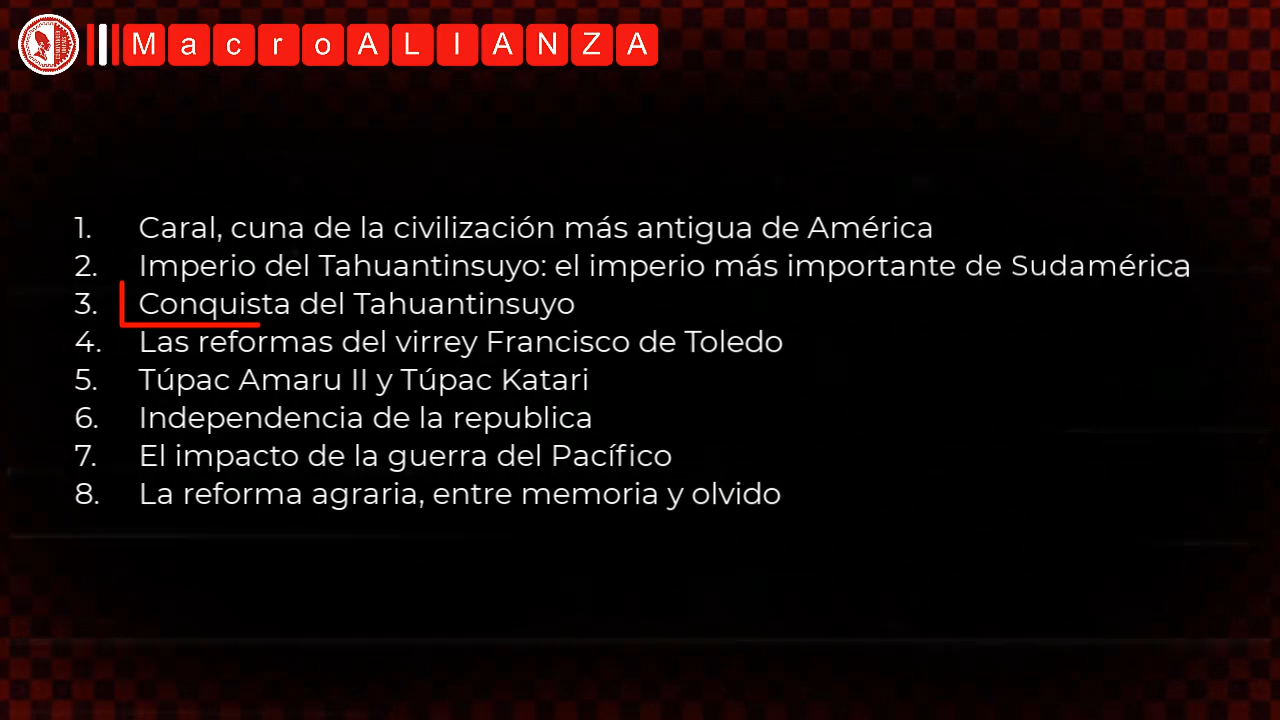 MacroALIANZA
1. Caral, cuna de la civilización más antigua de América
2. Imperio del Tahuantinsuyo: el imperio más importante de Sudamérica
3. Conquista del Tahuantinsuyo
4. Las reformas del virrey Francisco de Toledo
5. Túpac Amaru II y Túpac Katari
6. Independencia de la republica
7. El impacto de la guerra del Pacífico
8. La reforma agraria, entre memoria y olvido